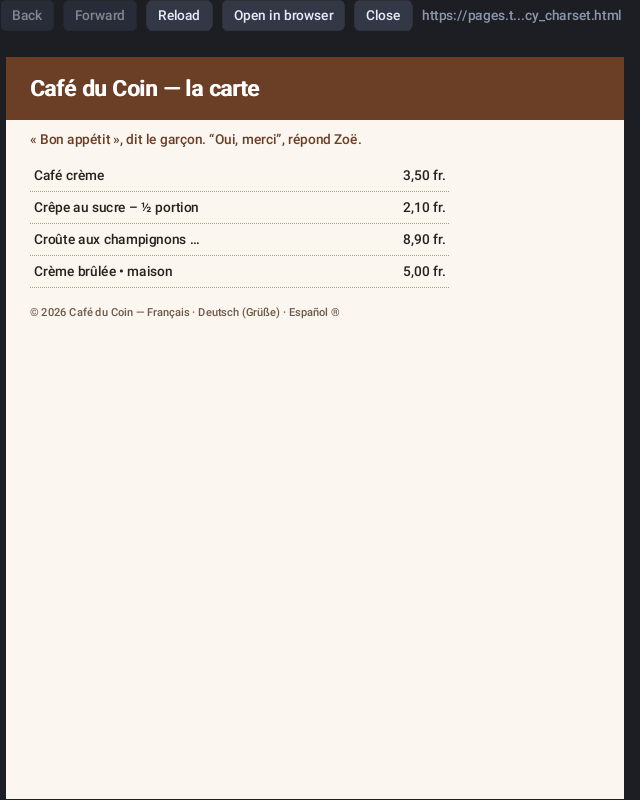 Back Forward Reload Open in browser Close https://pages.t...cy_charset.html
Café du Coin — la carte
« Bon appétit », dit le garçon. “Oui, merci”, répond Zoë.
Café crème 3,50 fr.
Crêpe au sucre – ½ portion 2,10 fr.
Croûte aux champignons … 8,90 fr.
Crème brûlée • maison 5,00 fr.
© 2026 Café du Coin — Français · Deutsch (Grüße) · Español ®